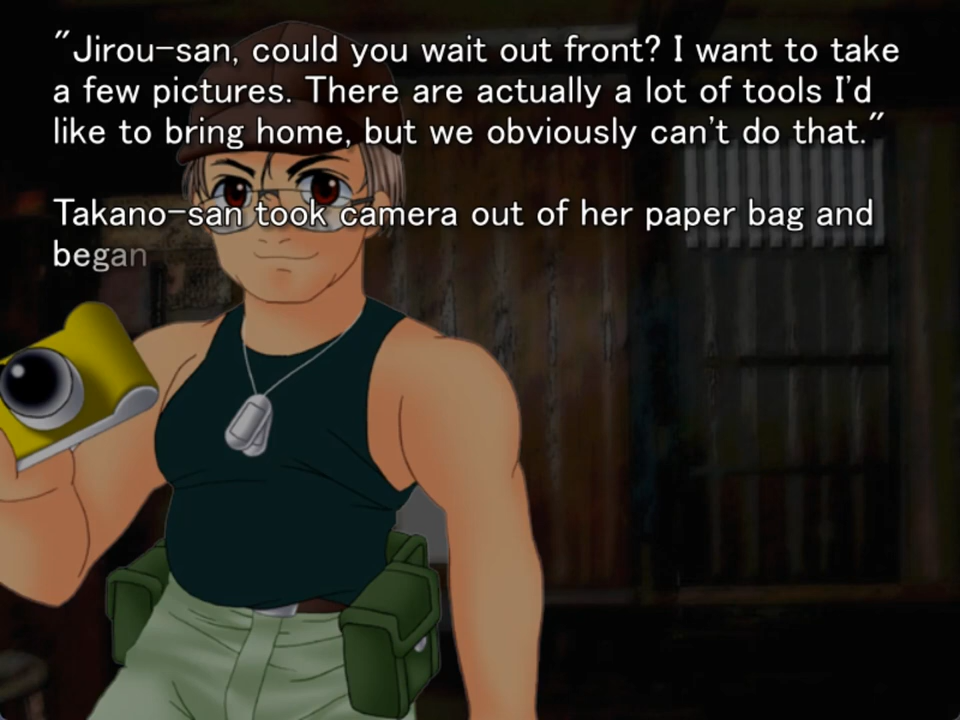 "Jirou-san, could you wait out front? I want to take
a few pictures. There are actually a lot of tools I'd
like to bring home, but we obviously can't do that."
Takano-san took camera out of her paper bag and
began